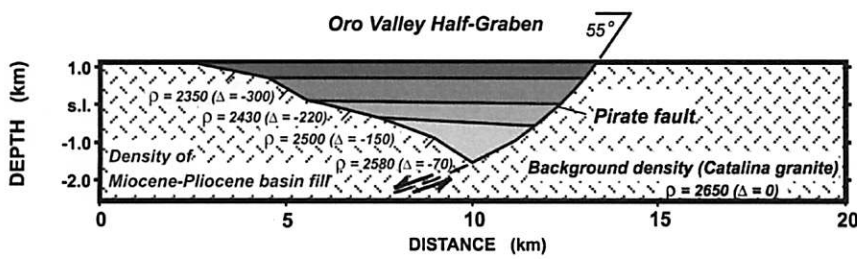 Oro Valley Half-Graben
55°
DEPTH (km)
1.0
s.l.
-1.0
-2.0
ρ = 2350 (Δ = -300)
ρ = 2430 (Δ = -220)
ρ = 2500 (Δ = -150)
ρ = 2580 (Δ = -70)
Pirate fault
Density of
Miocene-Pliocene basin fill
Background density (Catalina granite)
ρ = 2650 (Δ = 0)
0
5
10
15
20
DISTANCE (km)